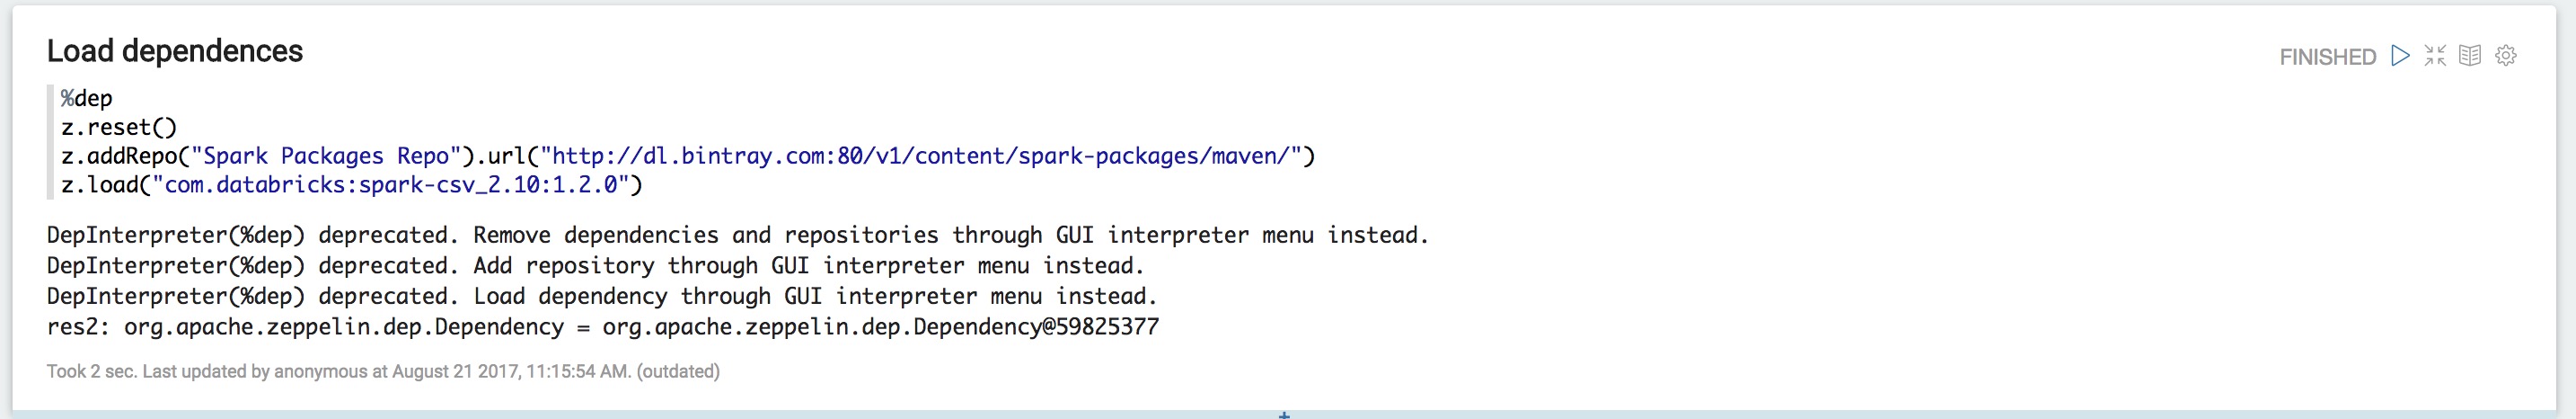 Load dependences
FINISHED
%dep
z.reset()
z.addRepo("Spark Packages Repo").url("http://dl.bintray.com:80/v1/content/spark-packages/maven/")
z.load("com.databricks:spark-csv_2.10:1.2.0")
DepInterpreter(%dep) deprecated. Remove dependencies and repositories through GUI interpreter menu instead.
DepInterpreter(%dep) deprecated. Add repository through GUI interpreter menu instead.
DepInterpreter(%dep) deprecated. Load dependency through GUI interpreter menu instead.
res2: org.apache.zeppelin.dep.Dependency = org.apache.zeppelin.dep.Dependency@59825377
Took 2 sec. Last updated by anonymous at August 21 2017, 11:15:54 AM. (outdated)